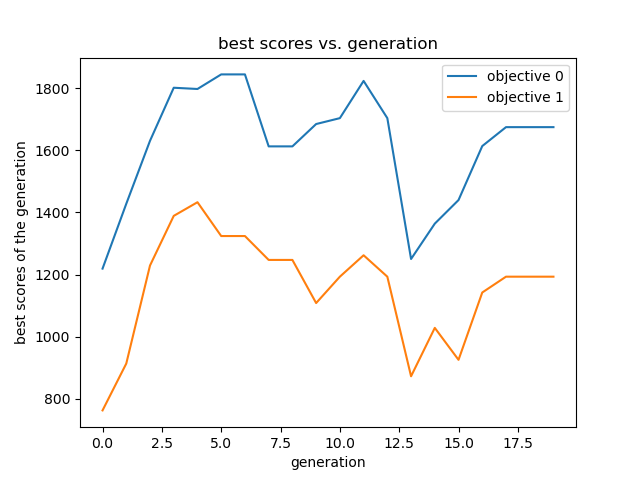 best scores vs. generation
objective 0
objective 1
best scores of the generation
1800
1600
1400
1200
1000
800
0.0 2.5 5.0 7.5 10.0 12.5 15.0 17.5
generation